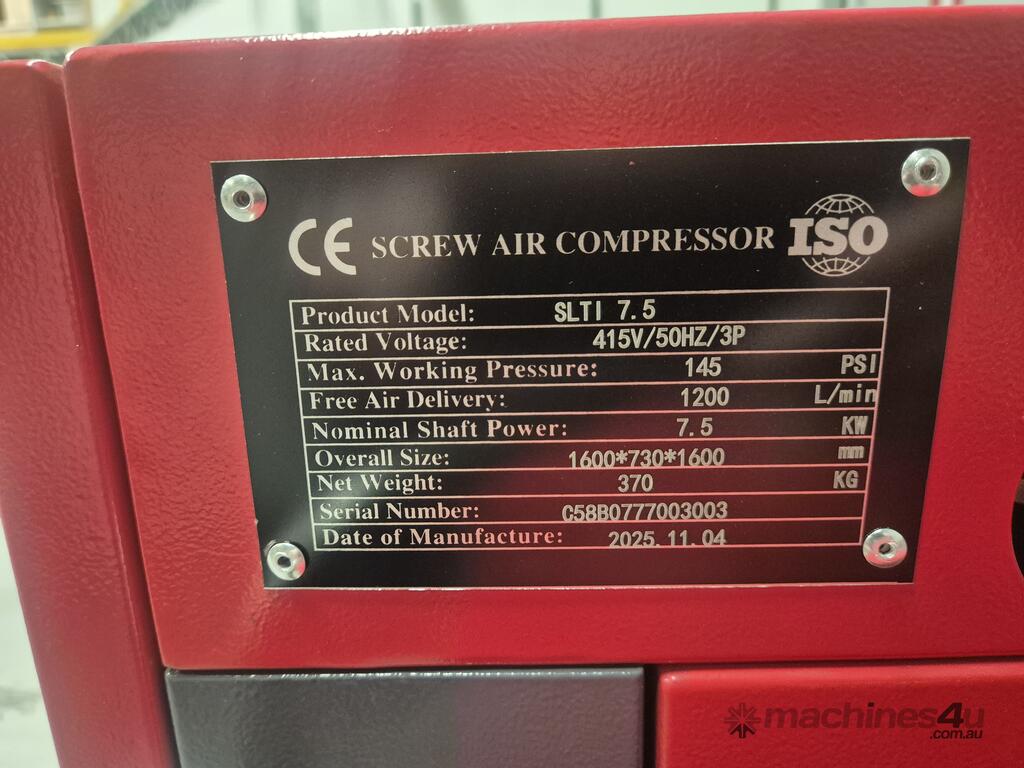 CE SCREW AIR COMPRESSOR ISO
Product Model: SLTI 7.5
Rated Voltage: 415V/50HZ/3P
Max. Working Pressure: 145 PSI
Free Air Delivery: 1200 L/min
Nominal Shaft Power: 7.5 KW
Overall Size: 1600*730*1600 mm
Net Weight: 370 KG
Serial Number: C58B0777003003
Date of Manufacture: 2025.11.04
machines4u
.com.au